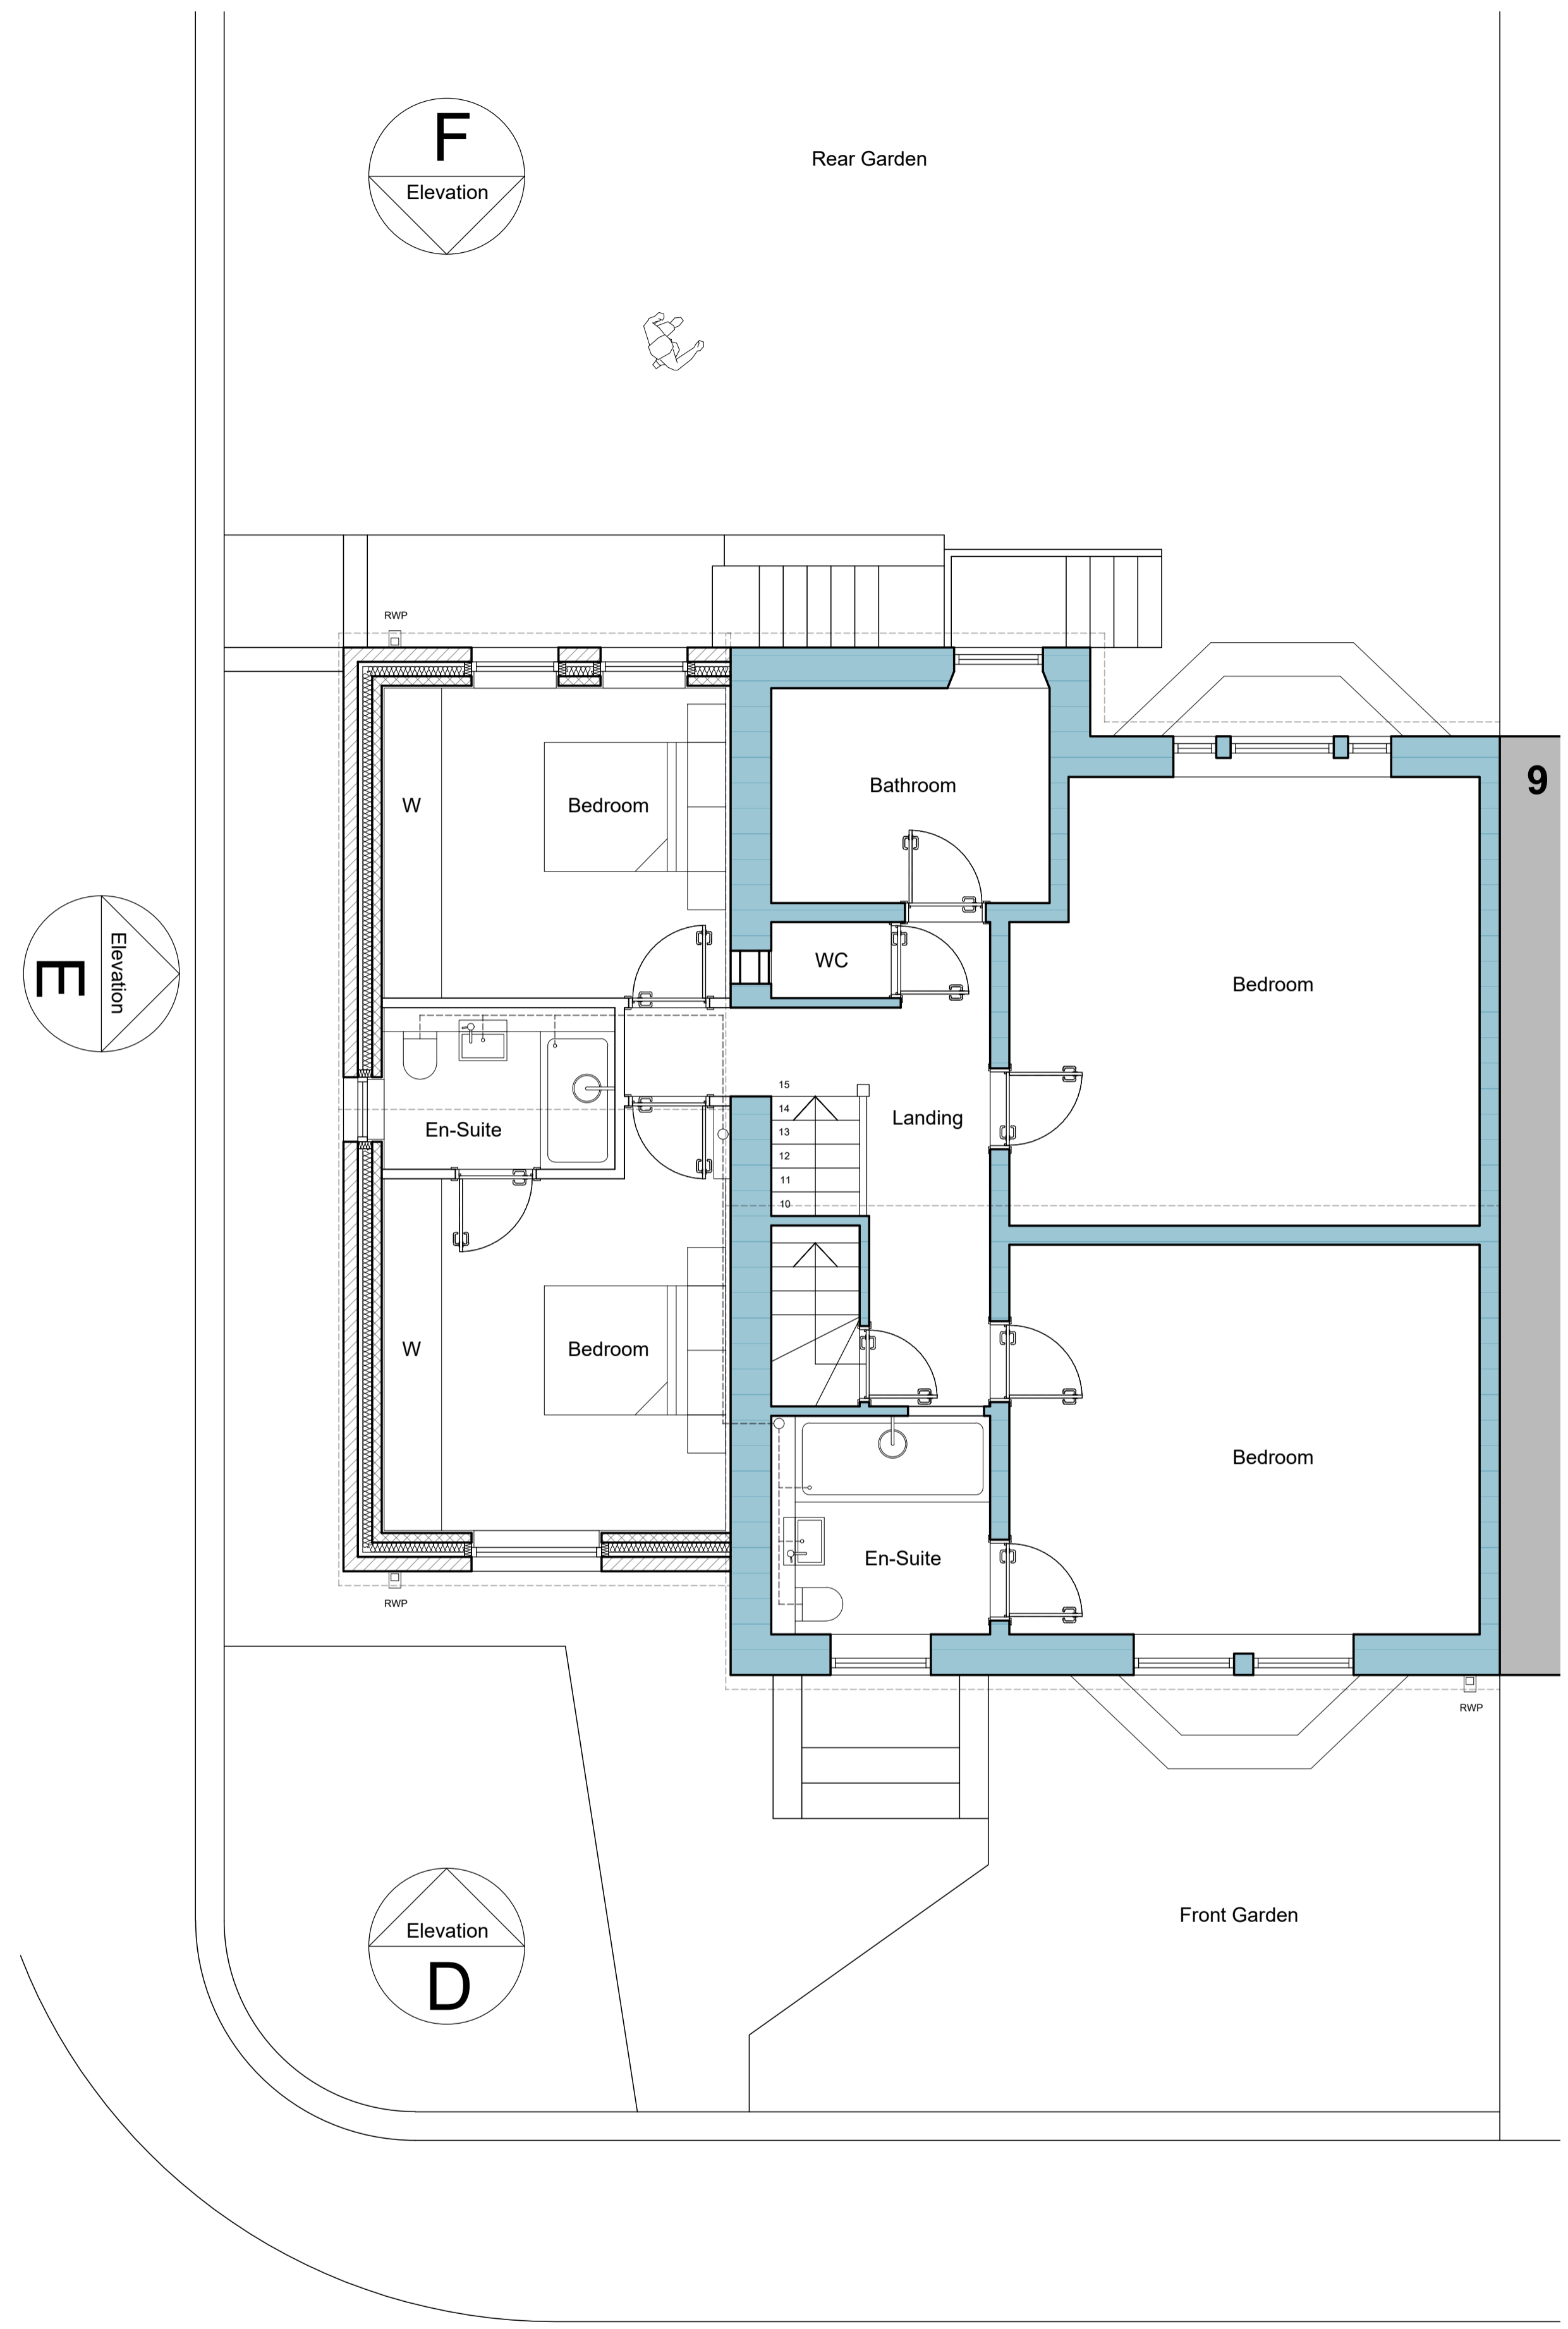 F
Elevation
Rear Garden
RWP
9
Bathroom
W
Bedroom
E
Elevation
WC
Bedroom
15
14
13
12
11
10
Landing
En-Suite
W
Bedroom
Bedroom
En-Suite
RWP
RWP
Front Garden
Elevation
D